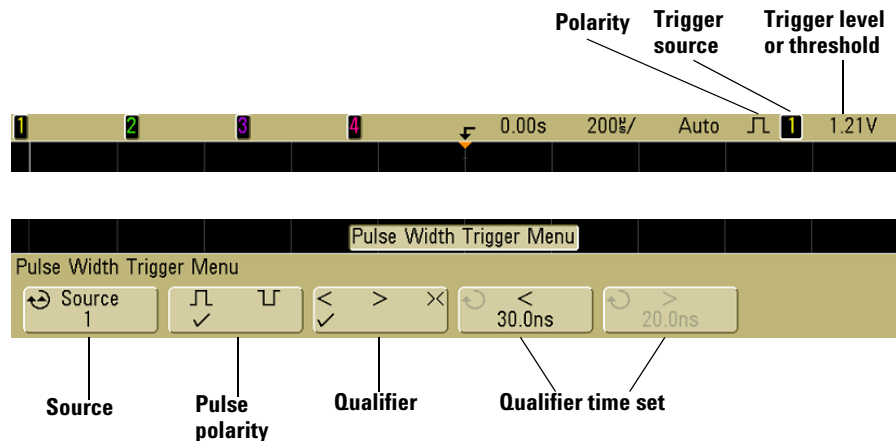 Polarity Trigger source Trigger level or threshold
1 2 3 4 0.00s 200㎱/ Auto 1 1.21V
Pulse Width Trigger Menu
Pulse Width Trigger Menu
Source 1
< > ><
< 30.0ns
> 20.0ns
Source Pulse polarity Qualifier Qualifier time set